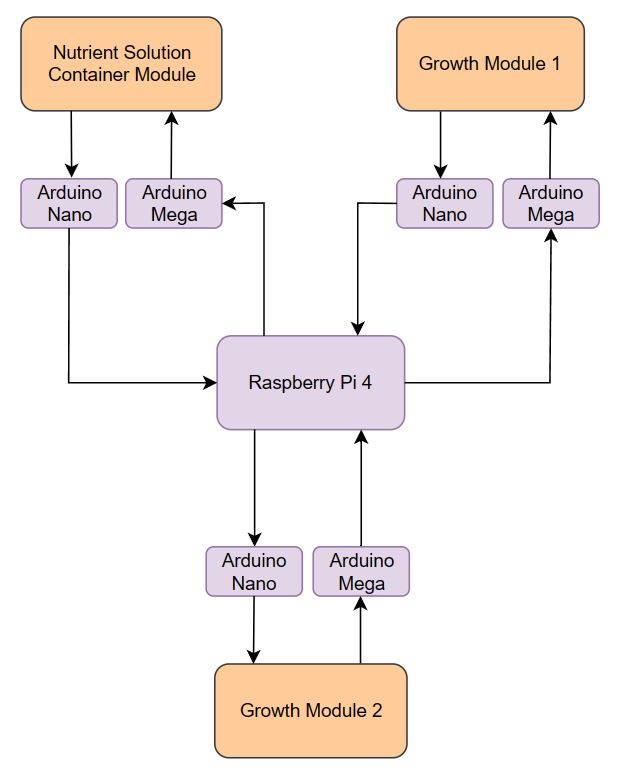 Nutrient Solution
Container Module
Growth Module 1
Arduino
Nano
Arduino
Mega
Arduino
Nano
Arduino
Mega
Raspberry Pi 4
Arduino
Nano
Arduino
Mega
Growth Module 2